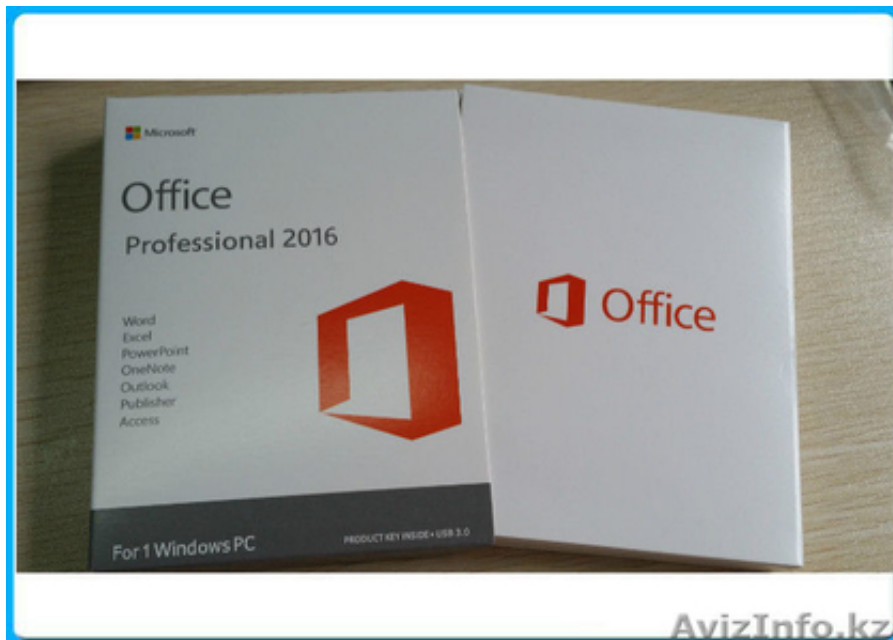 Microsoft
Office
Professional 2016
Word
Excel
PowerPoint
OneNote
Outlook
Publisher
Access
For 1 Windows PC
PRODUCT KEY INSIDE • USB 3.0
Office
AvizInfo.kz